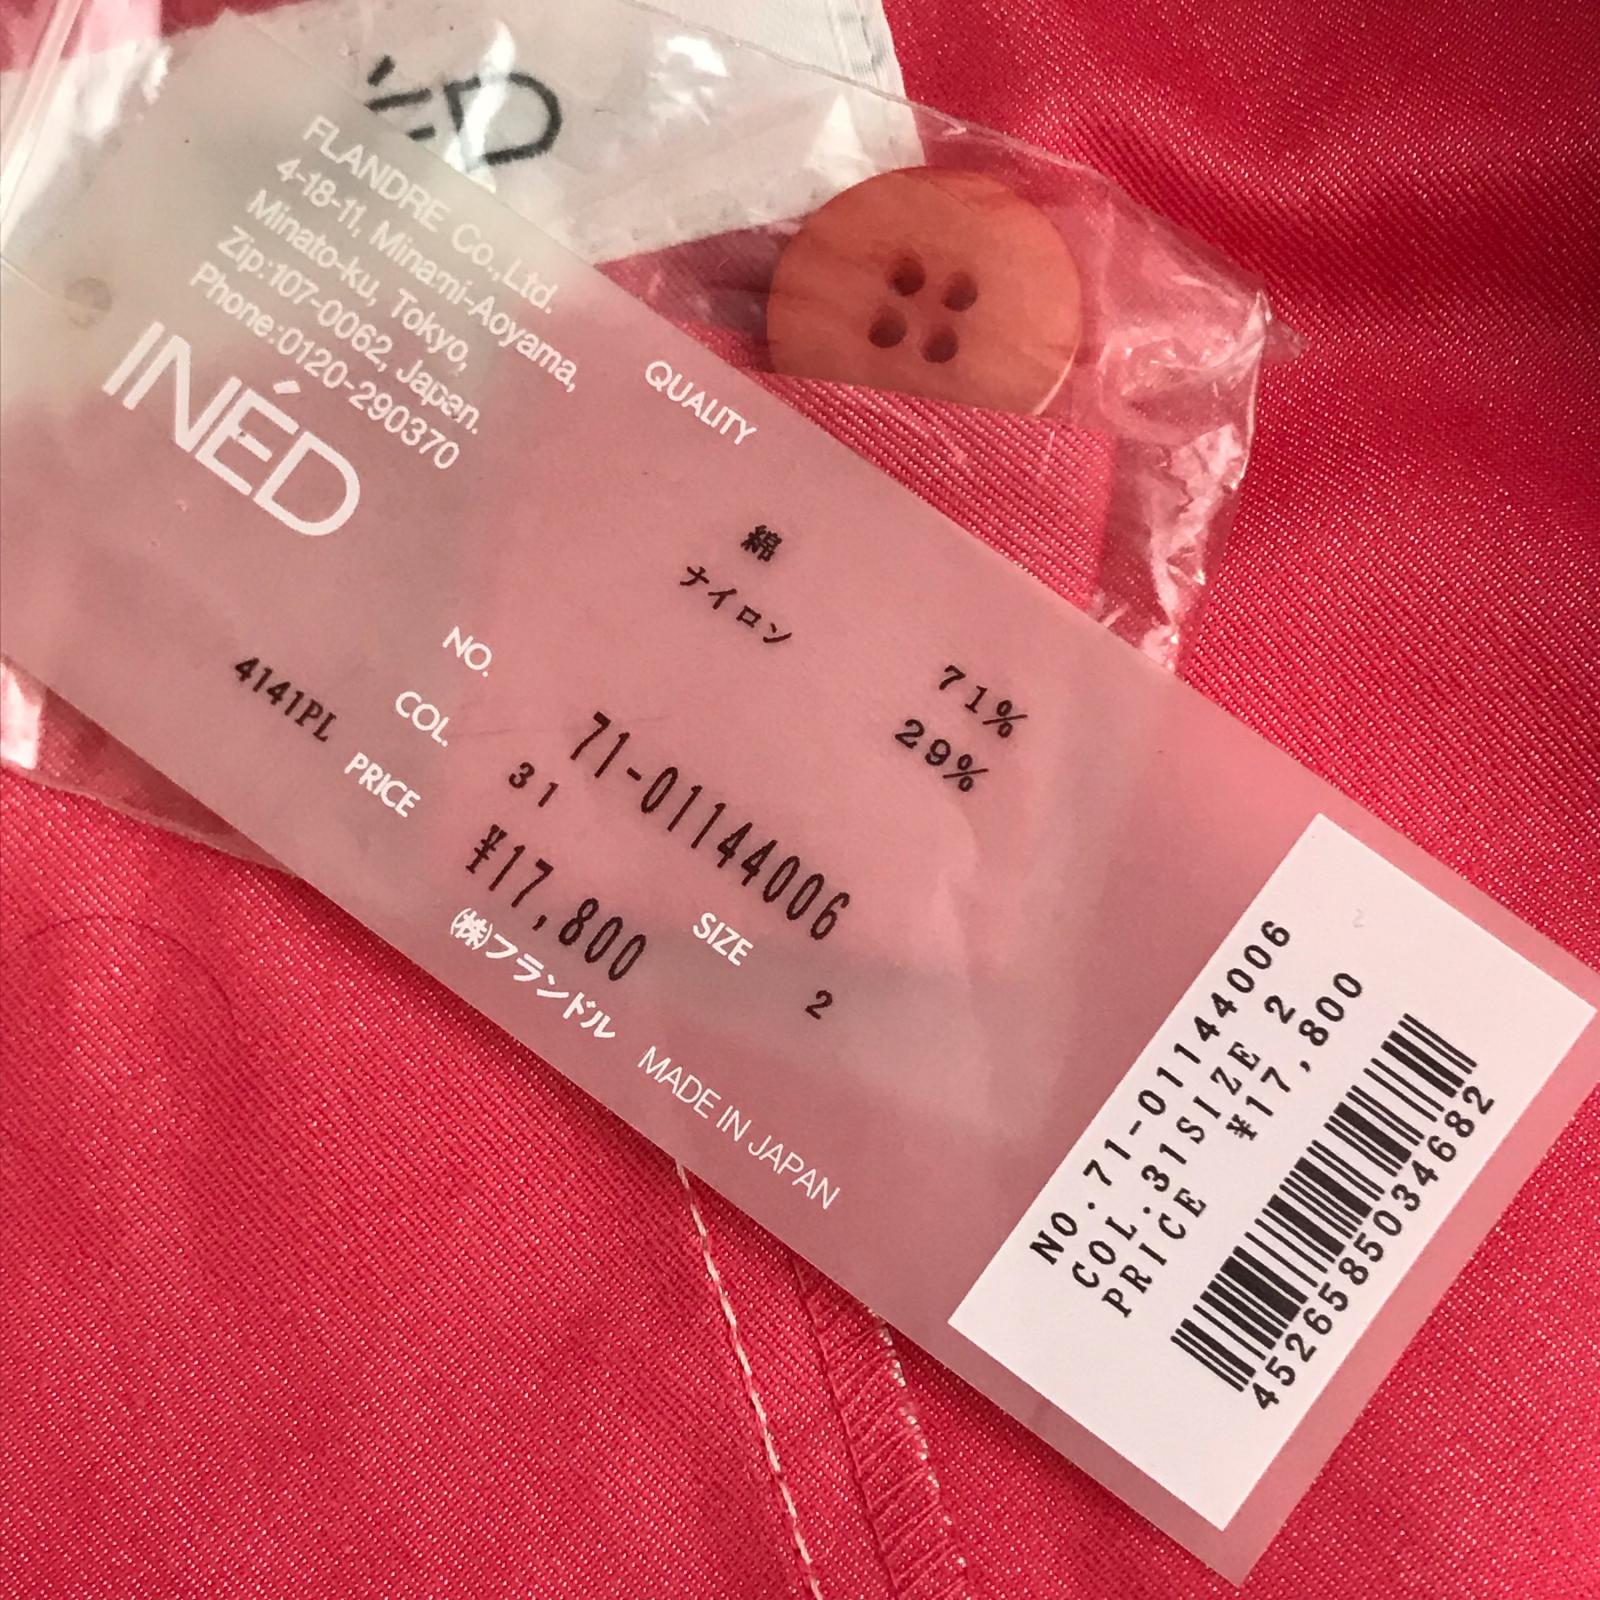 FLANDRE Co., Ltd.
4-18-11, Minami-Aoyama,
Minato-ku, Tokyo,
Zip:107-0062, Japan.
Phone:0120-290370
INÉD
QUALITY
綿 71%
ナイロン 29%
NO. 71-01144006
COL. 31 SIZE 2
4141PL PRICE ¥17,800
㈱フランドル MADE IN JAPAN
NO.71-01144006
COL.31SIZE 2
PRICE ¥17,800
4526585034682